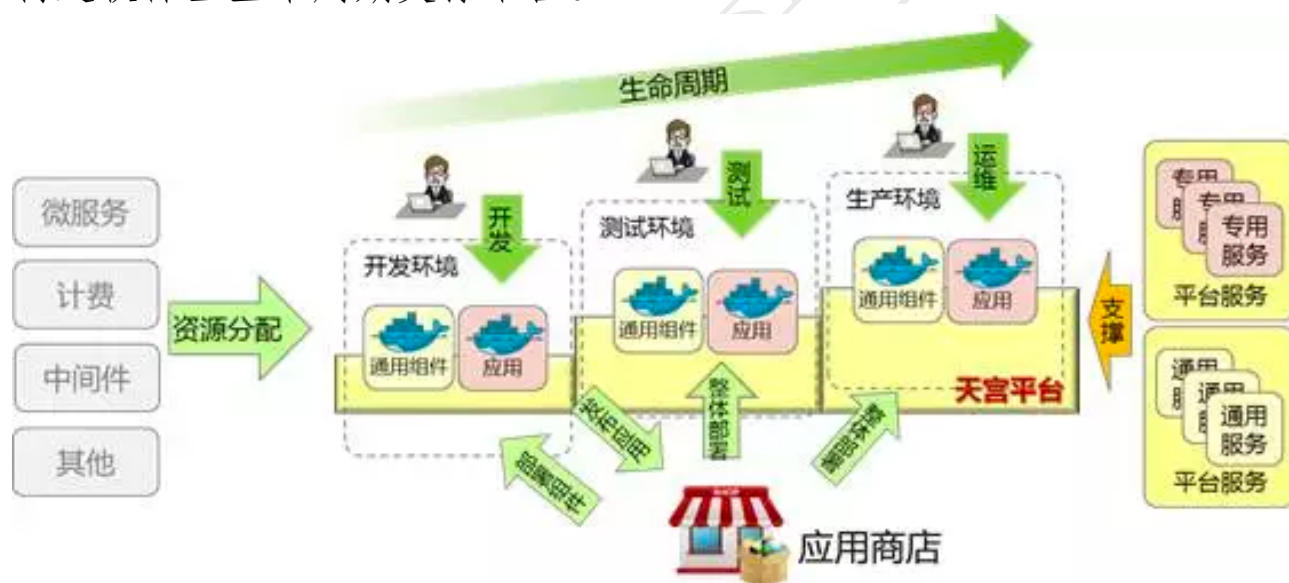 生命周期
微服务
计费
中间件
其他
资源分配
开发
开发环境
通用组件
应用
测试
测试环境
通用组件
应用
运维
生产环境
通用组件
应用
天宫平台
发布应用
部署组件
整体部署
整体部署
SHOP
应用商店
支撑
专用
服
专用
服
专用
服务
平台服务
通用
服
通用
服
通用
服务
平台服务